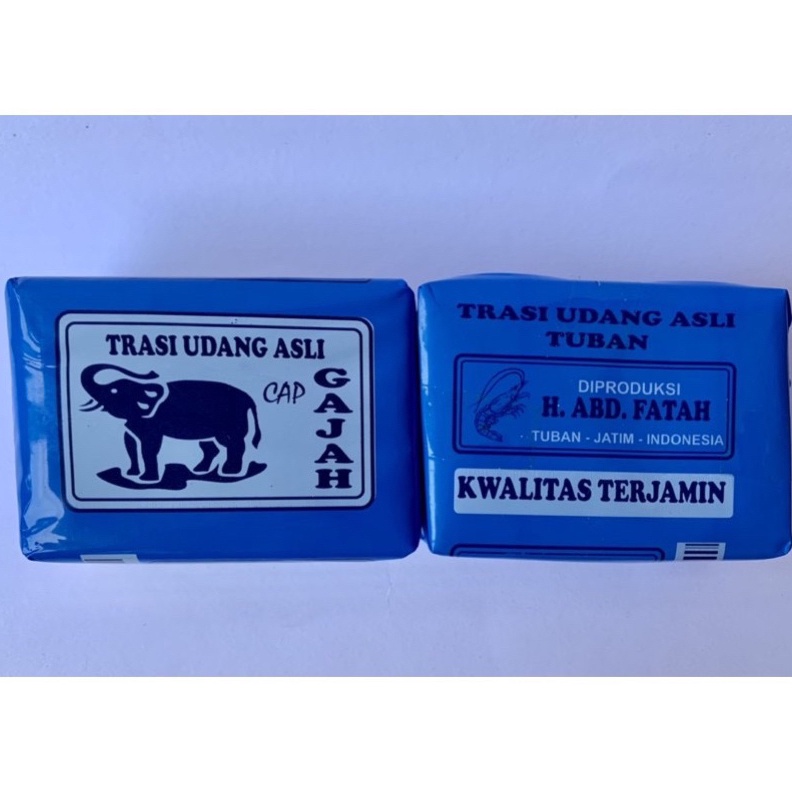 TRASI UDANG ASLI
CAP
GAJAH
TRASI UDANG ASLI
TUBAN
DIPRODUKSI
H. ABD. FATAH
TUBAN - JATIM - INDONESIA
KWALITAS TERJAMIN